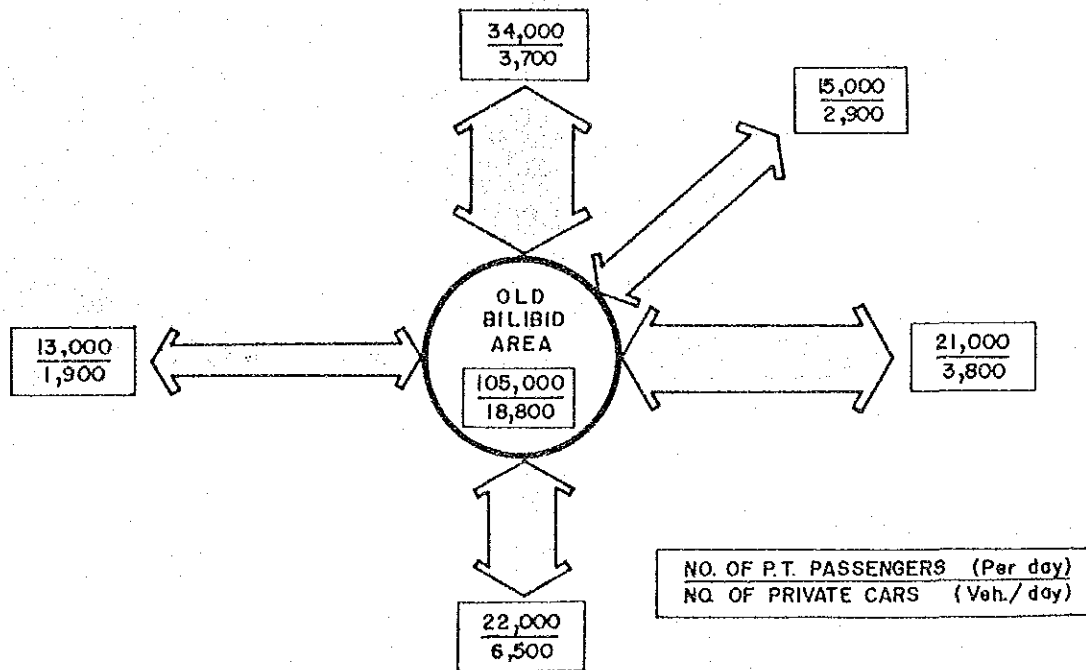 34,000
3,700
15,000
2,900
OLD
BILIBID
AREA
105,000
18,800
13,000
1,900
21,000
3,800
22,000
6,500
NO. OF P.T. PASSENGERS (Per day)
NO. OF PRIVATE CARS (Veh./day)